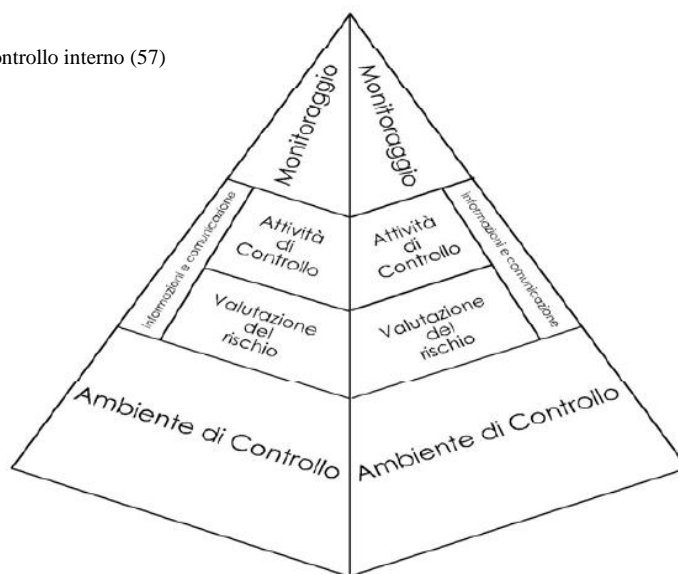 ontrollo interno (57)
Monitoraggio
Monitoraggio
informazioni e comunicazione
Attività
di
Controllo
Attività
di
Controllo
informazioni e comunicazione
Valutazione
del
rischio
Valutazione
del
rischio
Ambiente di Controllo
Ambiente di Controllo